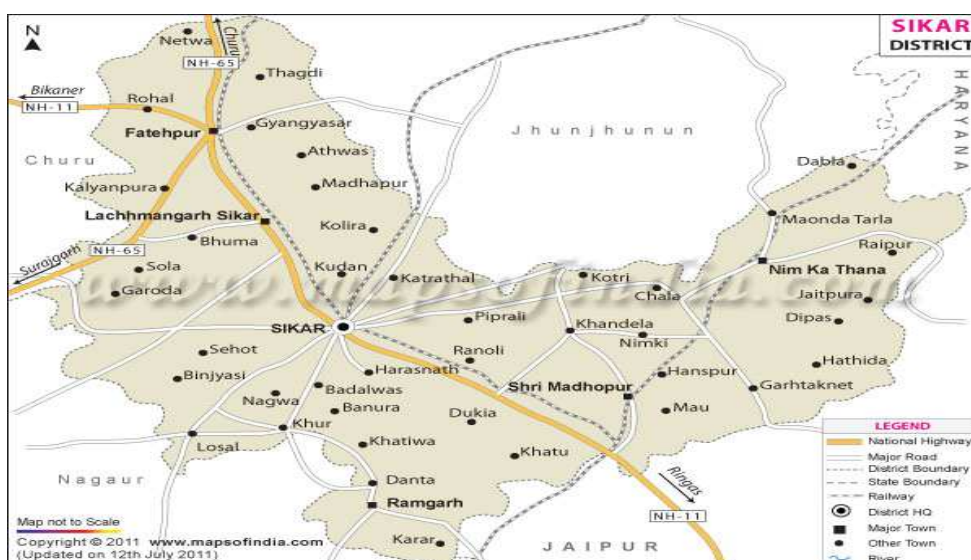 N
SIKAR
DISTRICT
Netwa
Churu
NH-65
Thagdi
HARYANA
Bikaner
NH-11
Rohal
Fatehpur
Gyangyasar
Jhunjhunun
Churu
Athwas
Dabla
Kalyanpura
Madhapur
Lachhmangarh Sikar
Kolira
Maonda Tarla
Bhuma
Raipur
NH-65
Surajgarh
Sola
Kudan
Katrathal
Kotri
Nim Ka Thana
www.mapsofindia.com
Garoda
Chala
Jaitpura
SIKAR
Piprali
Khandela
Nimki
Dipas
Sehot
Ranoli
Harasnath
Hathida
Binjyasi
Badalwas
Shri Madhopur
Hanspur
Garhtaknet
Nagwa
Banura
Dukia
Mau
Khur
Losal
Khatiwa
Khatu
Nagaur
Danta
Ringas
Ramgarh
NH-11
Karar
JAIPUR
LEGEND
National Highway
Major Road
District Boundary
State Boundary
Railway
District HQ
Major Town
Other Town
River
Map not to Scale
Copyright © 2011 www.mapsofindia.com
(Updated on 12th July 2011)